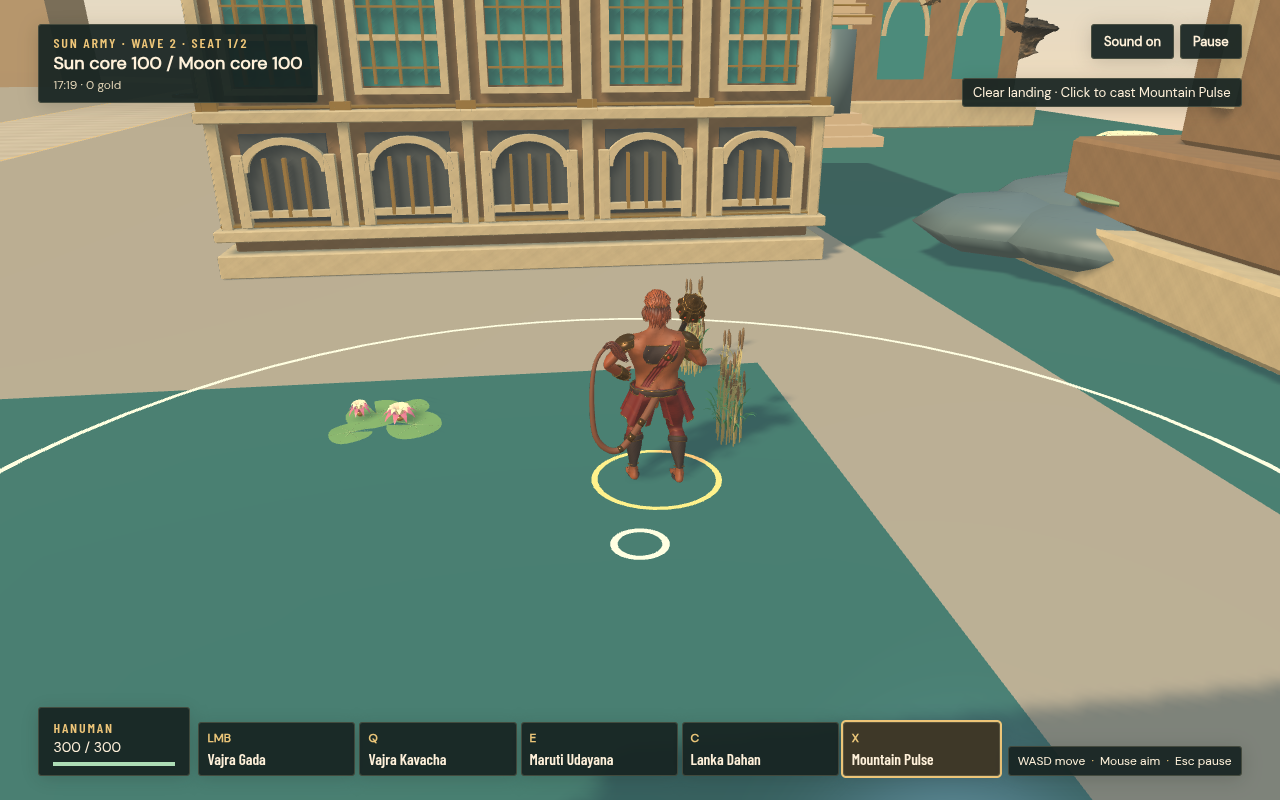 SUN ARMY · WAVE 2 · SEAT 1/2
Sun core 100 / Moon core 100
17:19 · 0 gold
Sound on
Pause
Clear landing · Click to cast Mountain Pulse
HANUMAN
300 / 300
LMB
Vajra Gada
Q
Vajra Kavacha
E
Maruti Udayana
C
Lanka Dahan
X
Mountain Pulse
WASD move · Mouse aim · Esc pause